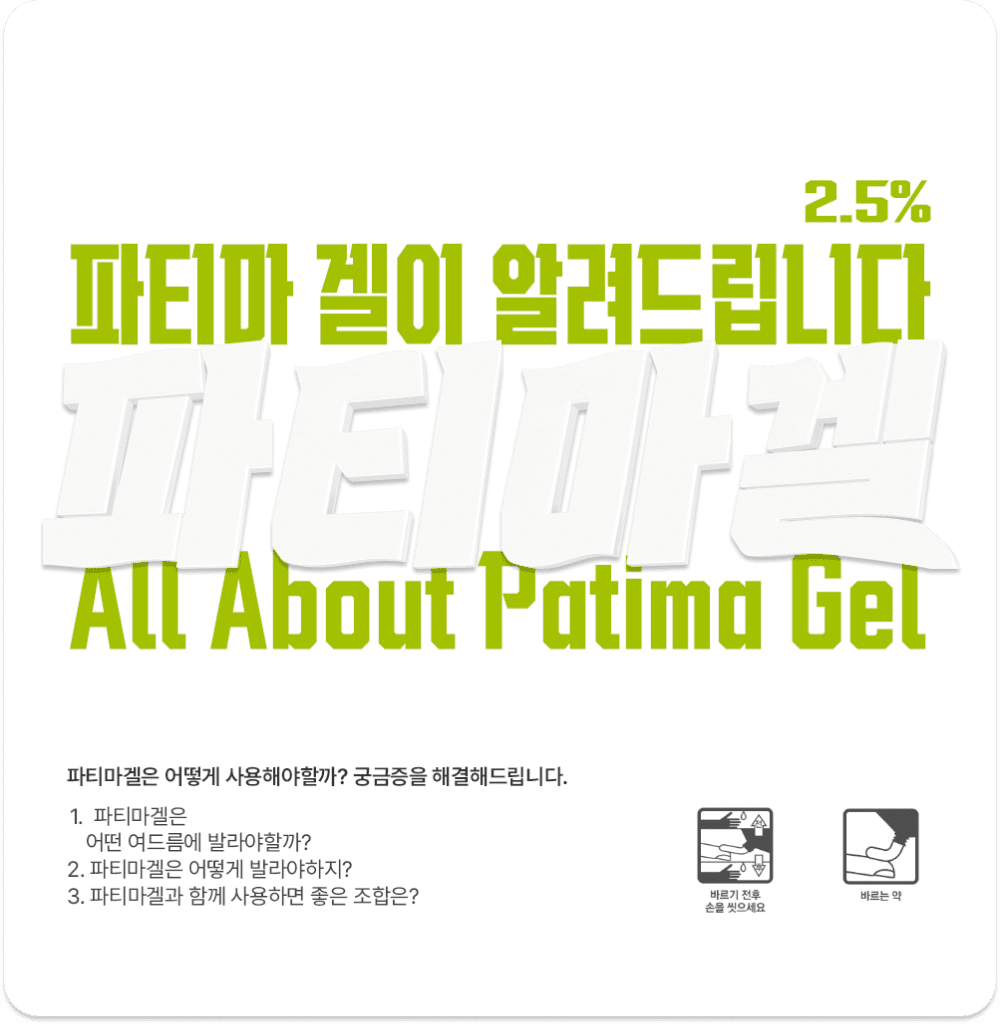 2.5%
파티마 겔이 알려드립니다
파티마겔
All About Patima Gel
파티마겔은 어떻게 사용해야할까? 궁금증을 해결해드립니다.
1. 파티마겔은
어떤 여드름에 발라야할까?
2. 파티마겔은 어떻게 발라야하지?
3. 파티마겔과 함께 사용하면 좋은 조합은?
바르기 전후
손을 씻으세요
바르는 약